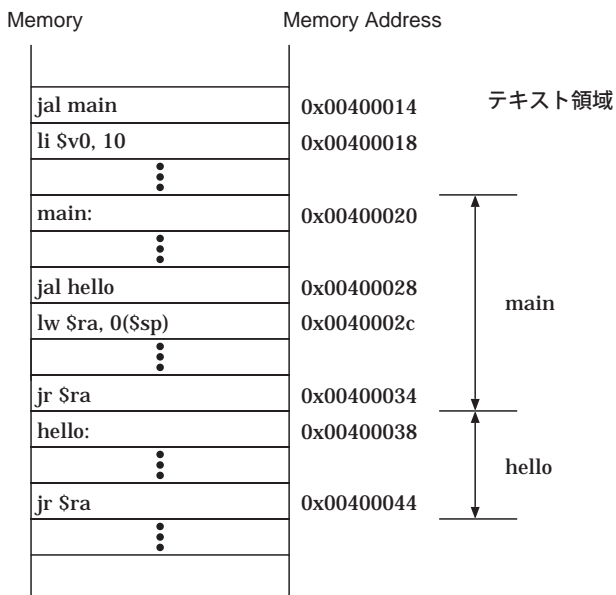 Memory Memory Address
jal main 0x00400014 テキスト領域
li $v0, 10 0x00400018
main: 0x00400020
jal hello 0x00400028
main
lw $ra, 0($sp) 0x0040002c
jr $ra 0x00400034
hello: 0x00400038
hello
jr $ra 0x00400044